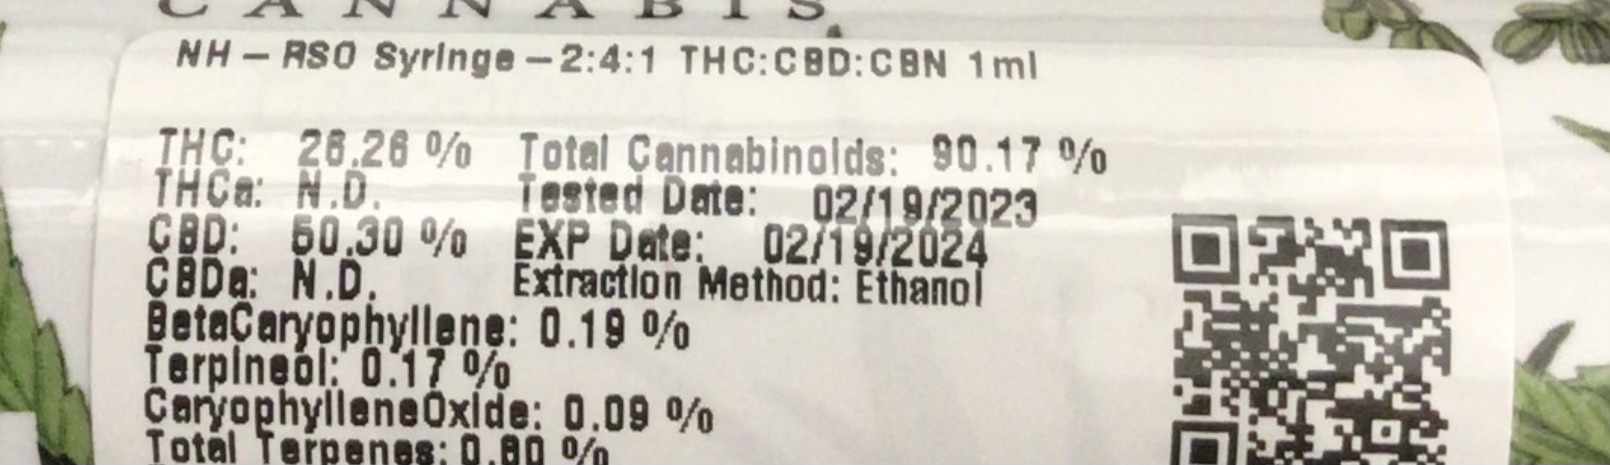 CANNABIS
NH - RSO Syringe - 2:4:1 THC:CBD:CBN 1ml
THC: 26.26 % Total Cannabinoids: 90.17 %
THCa: N.D. Tested Date: 02/19/2023
CBD: 50.30 % EXP Date: 02/19/2024
CBDa: N.D. Extraction Method: Ethanol
BetaCaryophyllene: 0.19 %
Terpineol: 0.17 %
CaryophylleneOxide: 0.09 %
Total Terpenes: 0.80 %